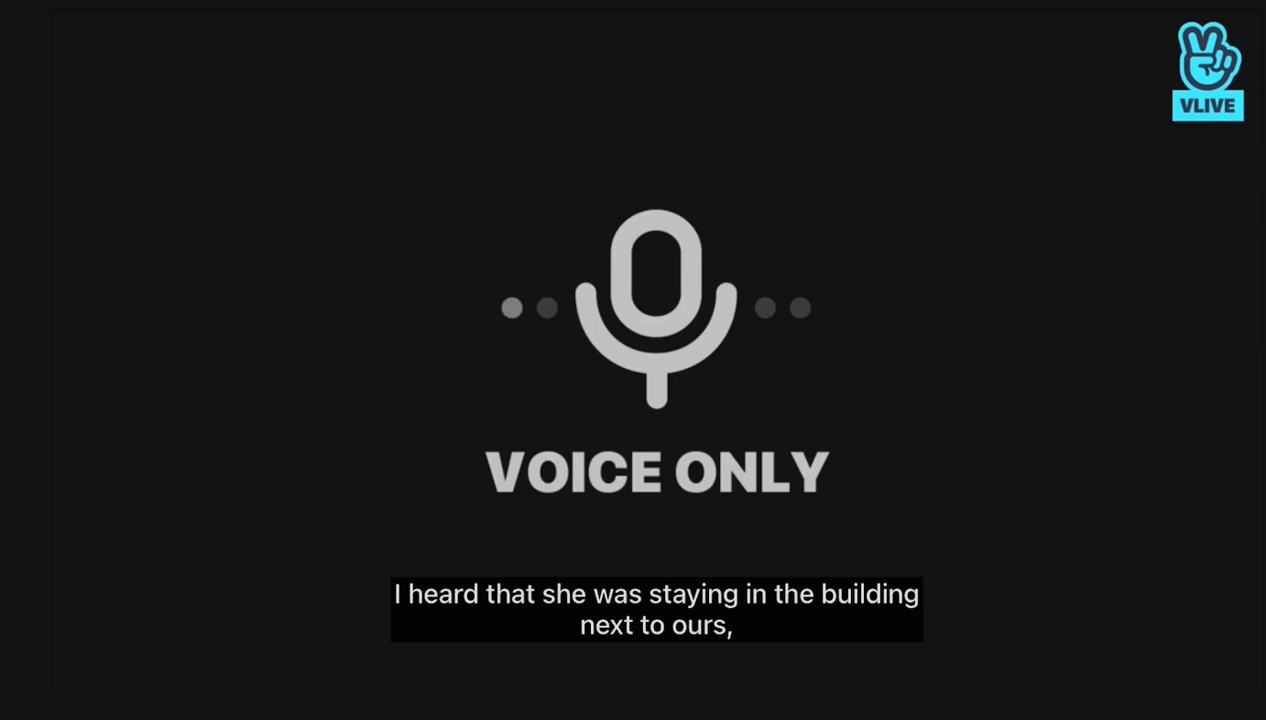 VLIVE
VOICE ONLY
I heard that she was staying in the building
next to ours,